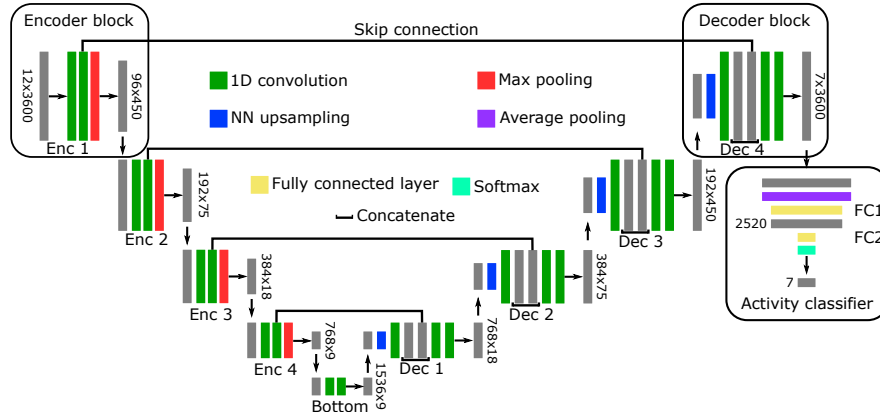 Encoder block
Skip connection
Decoder block
12x3600
96x450
7x3600
1D convolution
Max pooling
NN upsampling
Average pooling
Enc 1
Dec 4
192x75
Fully connected layer
Softmax
Concatenate
192x450
Enc 2
Dec 3
FC1
2520
FC2
7
Activity classifier
384x18
384x75
Enc 3
Dec 2
768x9
768x18
Enc 4
Dec 1
1536x9
Bottom